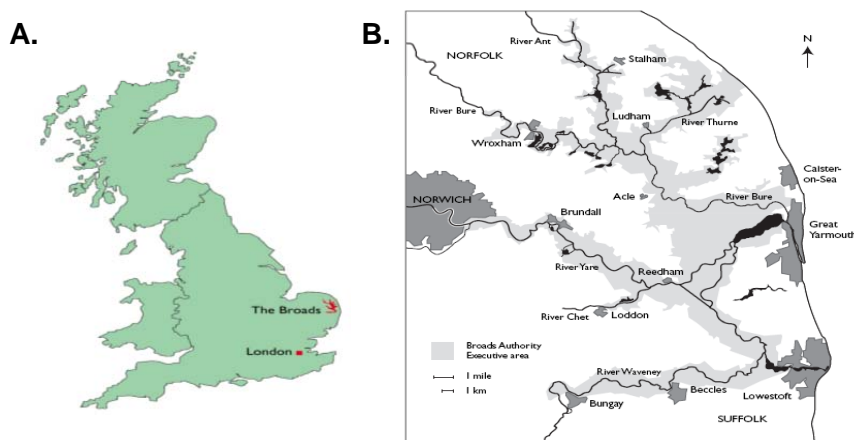 A.
The Broads
London
B.
NORFOLK
River Ant
Stalham
N
River Bure
Ludham
River Thurne
Wroxham
Caister-
on-Sea
Acle
River Bure
NORWICH
Brundall
Great
Yarmouth
River Yare
Reedham
River Chet
Loddon
Broads Authority
Executive area
1 mile
1 km
River Waveney
Beccles
Lowestoft
Bungay
SUFFOLK